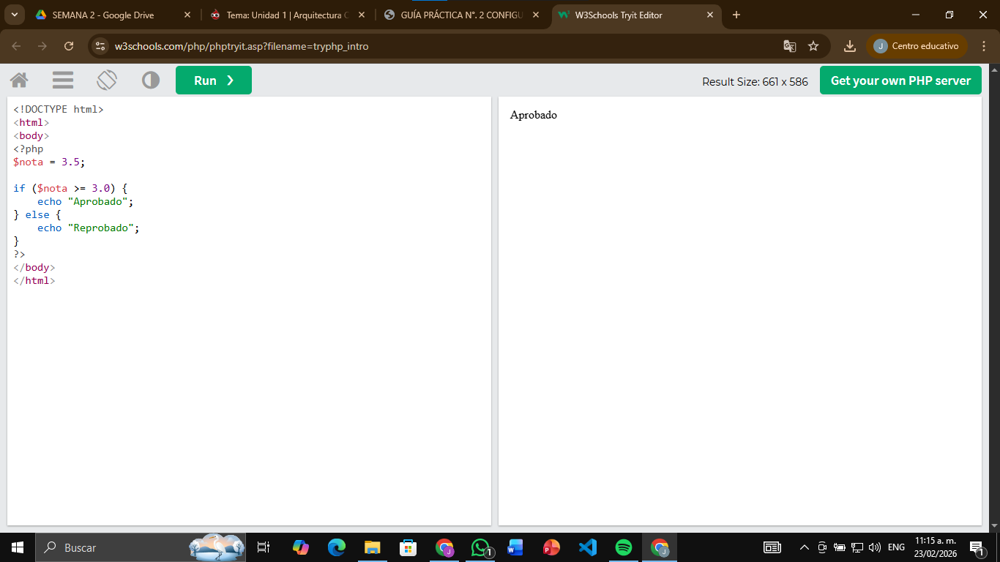 SEMANA 2 - Google Drive
Tema: Unidad 1 | Arquitectura C
GUÍA PRÁCTICA N°. 2 CONFIGU
W3Schools Tryit Editor
w3schools.com/php/phptryit.asp?filename=tryphp_intro
J Centro educativo
Run ❯
Result Size: 661 x 586
Get your own PHP server
<!DOCTYPE html>
<html>
<body>
<?php
$nota = 3.5;
if ($nota >= 3.0) {
    echo "Aprobado";
} else {
    echo "Reprobado";
}
?>
</body>
</html>
Aprobado
Buscar
1
ENG
11:15 a. m.
23/02/2026
1